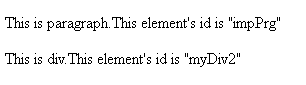 This is paragraph.This element's id is "impPrg"
This is div.This element's id is "myDiv2"